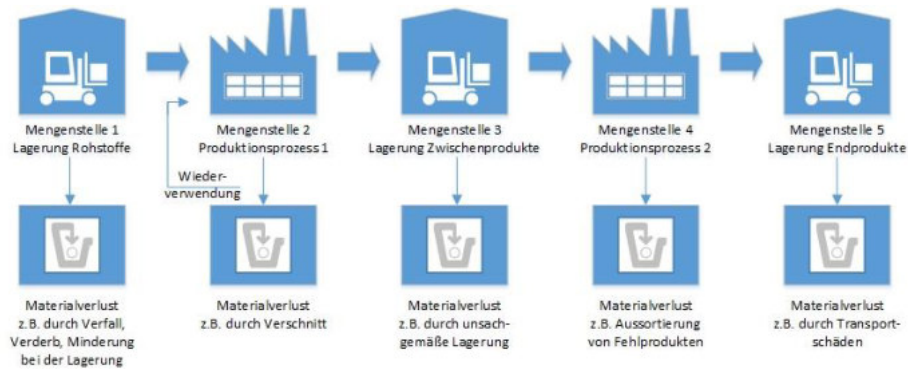 Mengenstelle 1
Lagerung Rohstoffe
Mengenstelle 2
Produktionsprozess 1
Mengenstelle 3
Lagerung Zwischenprodukte
Mengenstelle 4
Produktionsprozess 2
Mengenstelle 5
Lagerung Endprodukte
Wieder-
verwendung
Materialverlust
z.B. durch Verfall,
Verderb, Minderung
bei der Lagerung
Materialverlust
z.B. durch Verschnitt
Materialverlust
z.B. durch unsach-
gemäße Lagerung
Materialverlust
z.B. Aussortierung
von Fehlprodukten
Materialverlust
z.B. durch Transport-
schäden